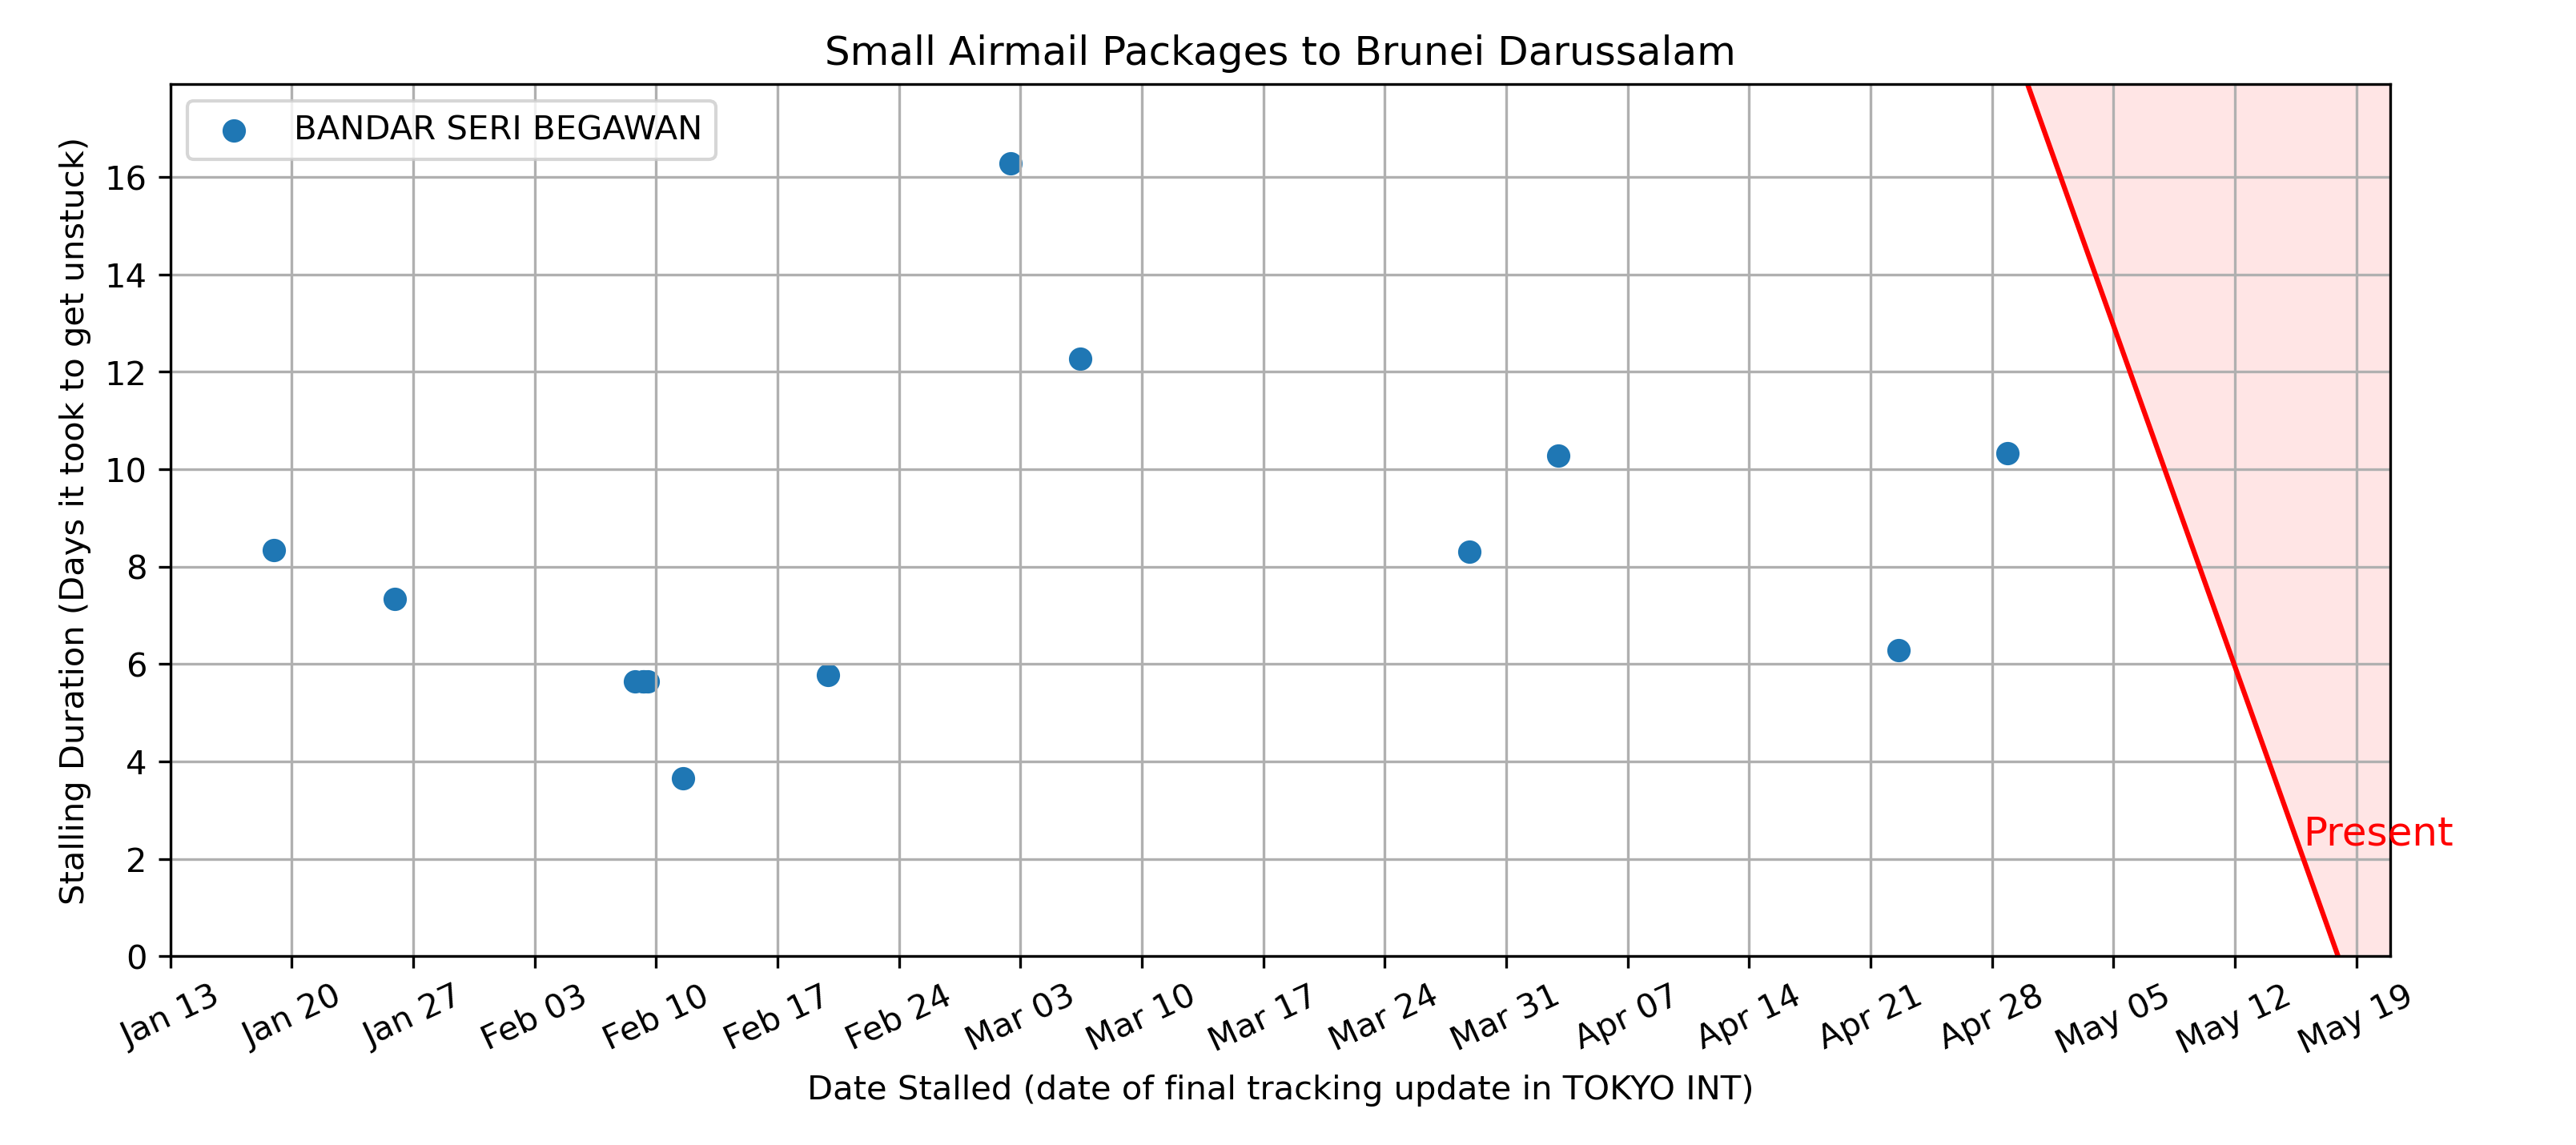 Small Airmail Packages to Brunei Darussalam
BANDAR SERI BEGAWAN
Stalling Duration (Days it took to get unstuck)
16
14
12
10
8
6
4
2
0
Present
Jan 13
Jan 20
Jan 27
Feb 03
Feb 10
Feb 17
Feb 24
Mar 03
Mar 10
Mar 17
Mar 24
Mar 31
Apr 07
Apr 14
Apr 21
Apr 28
May 05
May 12
May 19
Date Stalled (date of final tracking update in TOKYO INT)